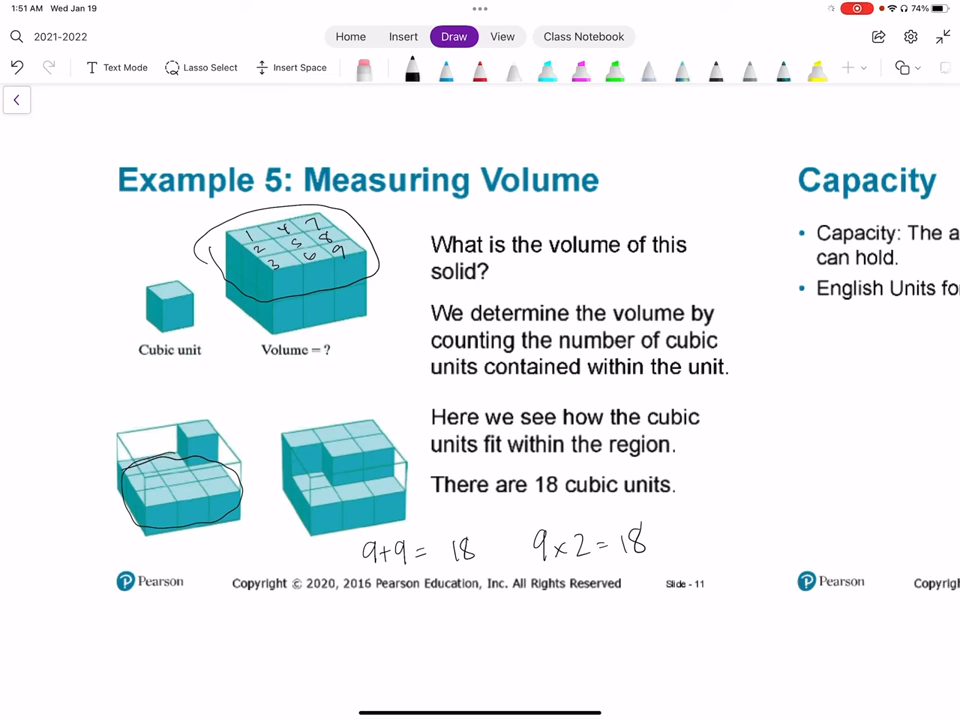 1:51 AM Wed Jan 19
74%
2021-2022
Home Insert Draw View Class Notebook
Text Mode Lasso Select Insert Space
Example 5: Measuring Volume
1 4 7
2 5 8
3 6 9
Cubic unit Volume = ?
What is the volume of this
solid?
We determine the volume by
counting the number of cubic
units contained within the unit.
Here we see how the cubic
units fit within the region.
There are 18 cubic units.
9+9= 18 9x2=18
Pearson Copyright © 2020, 2016 Pearson Education, Inc. All Rights Reserved Slide - 11
Capacity
• Capacity: The a
can hold.
• English Units fo
Pearson Copyrig